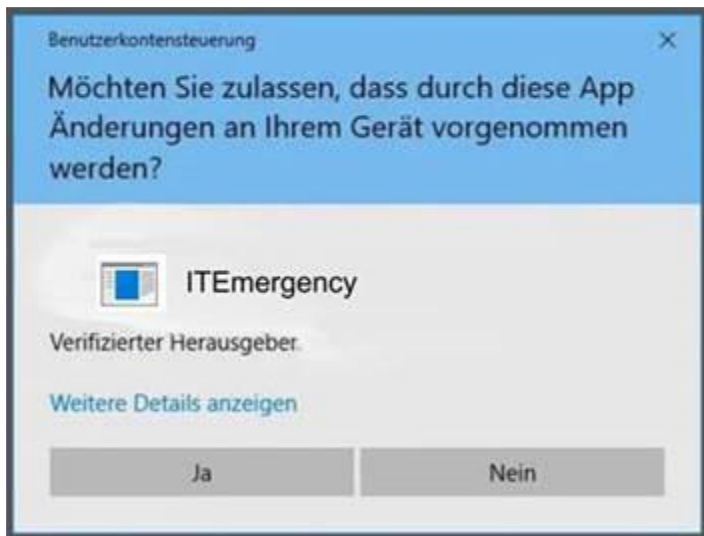 Benutzerkontensteuerung
Möchten Sie zulassen, dass durch diese App
Änderungen an Ihrem Gerät vorgenommen
werden?
ITEmergency
Verifizierter Herausgeber
Weitere Details anzeigen
Ja
Nein